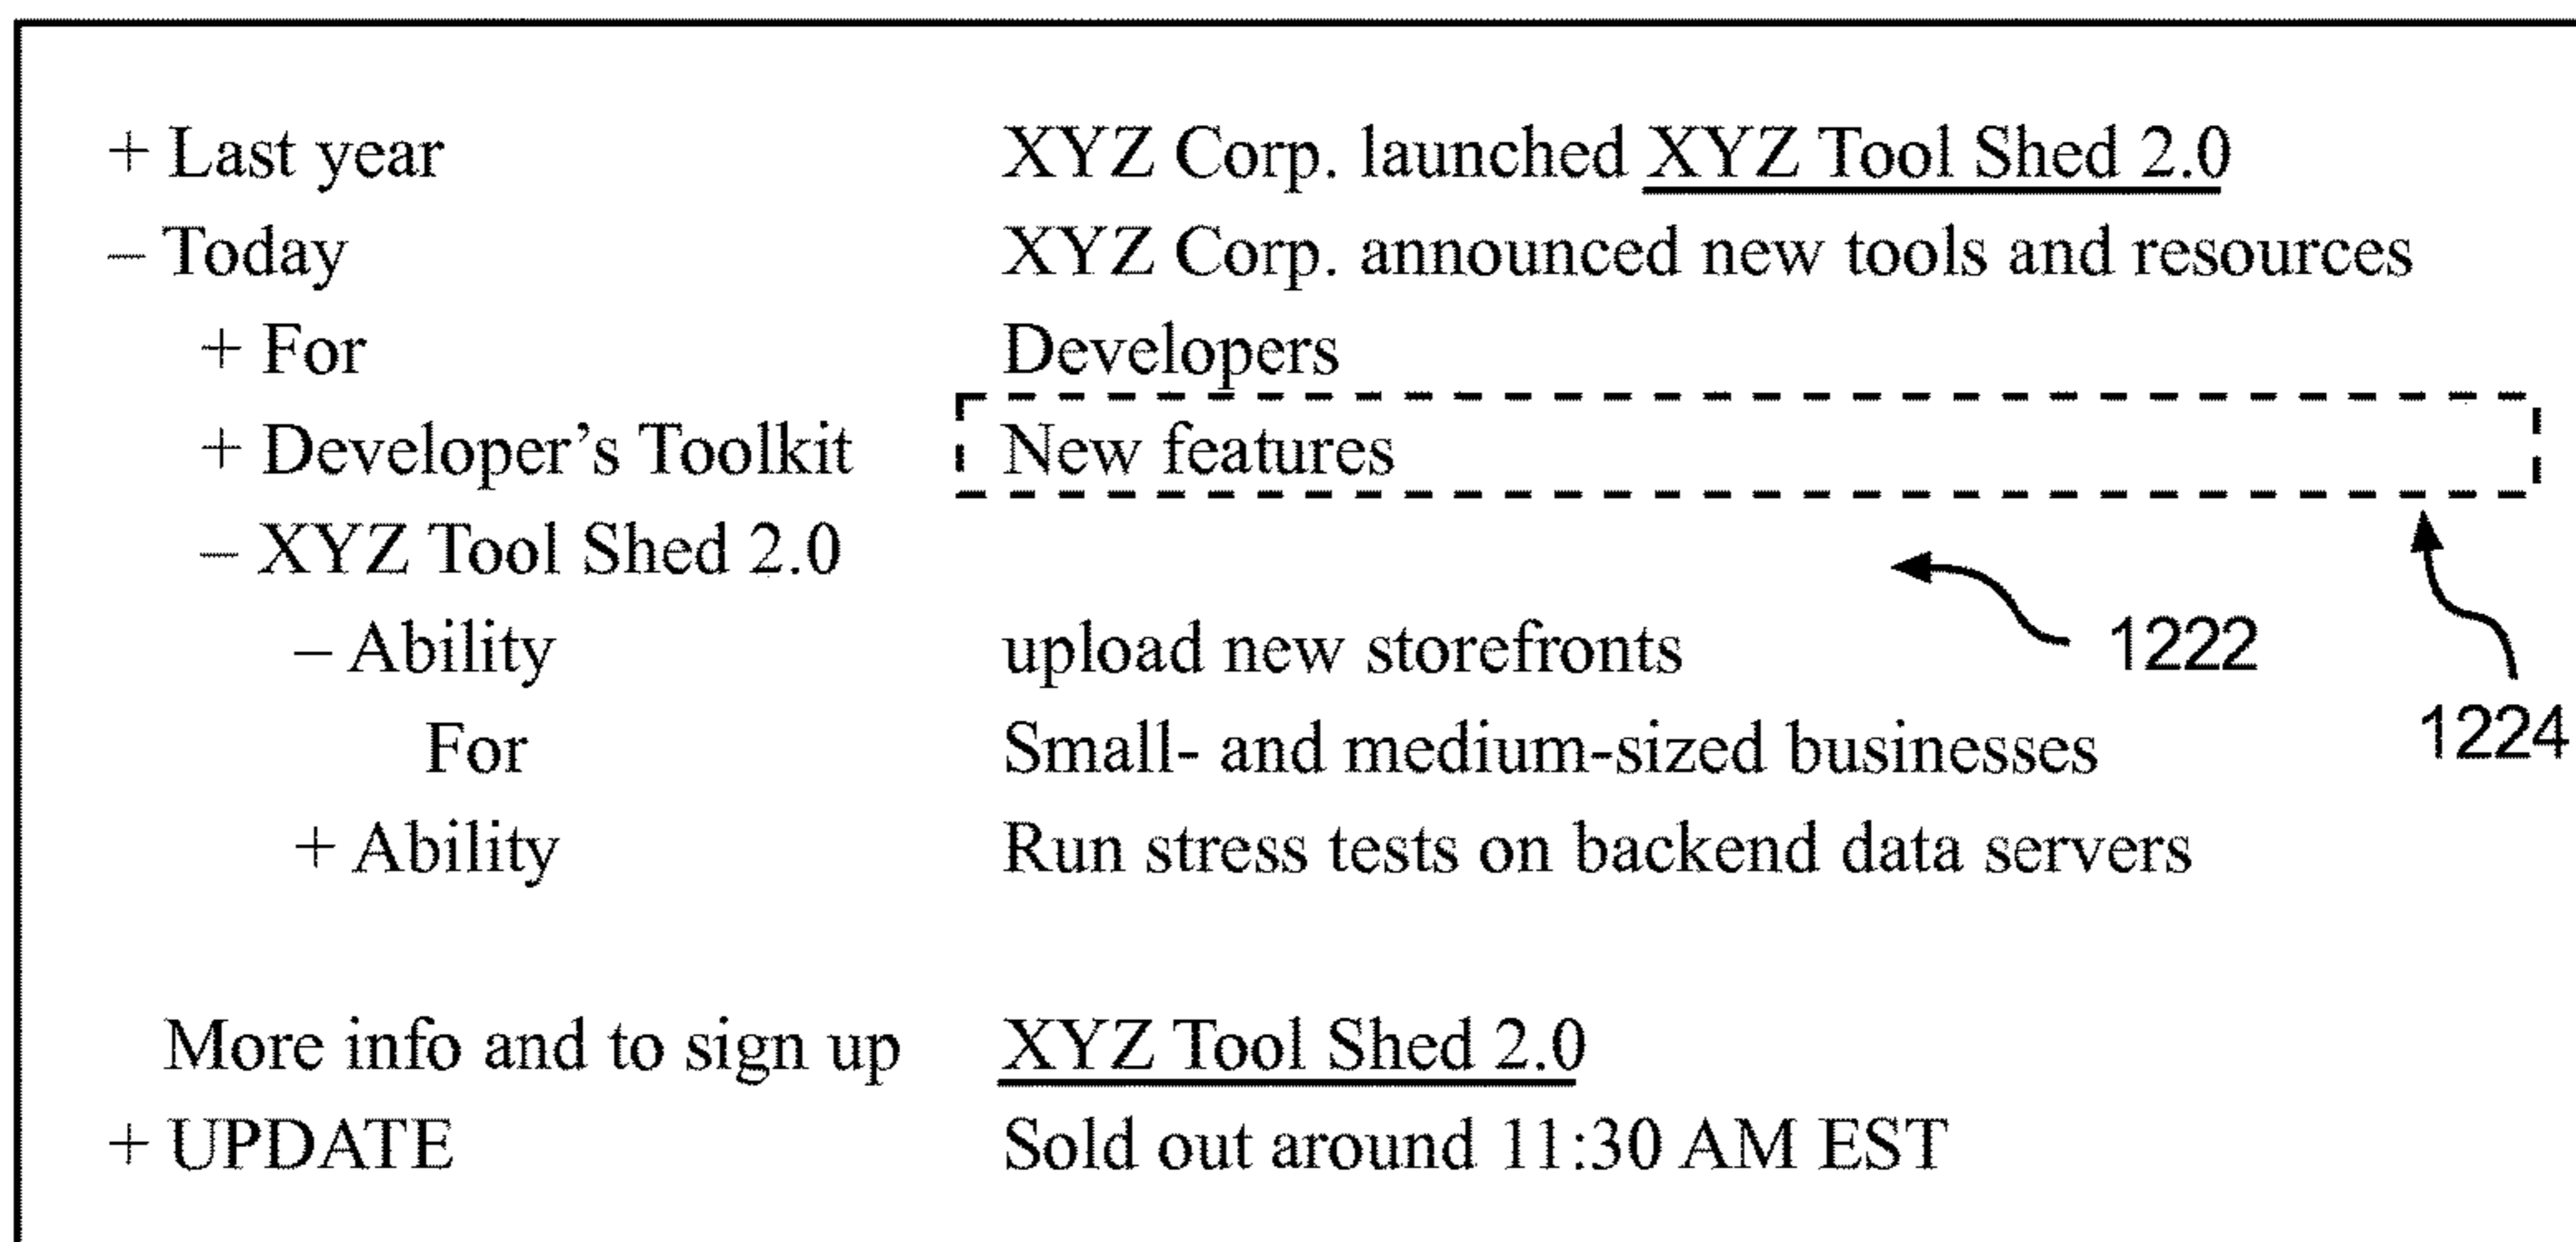 + Last year XYZ Corp. launched XYZ Tool Shed 2.0
– Today XYZ Corp. announced new tools and resources
+ For Developers
+ Developer’s Toolkit New features
– XYZ Tool Shed 2.0
– Ability upload new storefronts 1222
For Small- and medium-sized businesses 1224
+ Ability Run stress tests on backend data servers
More info and to sign up XYZ Tool Shed 2.0
+ UPDATE Sold out around 11:30 AM EST